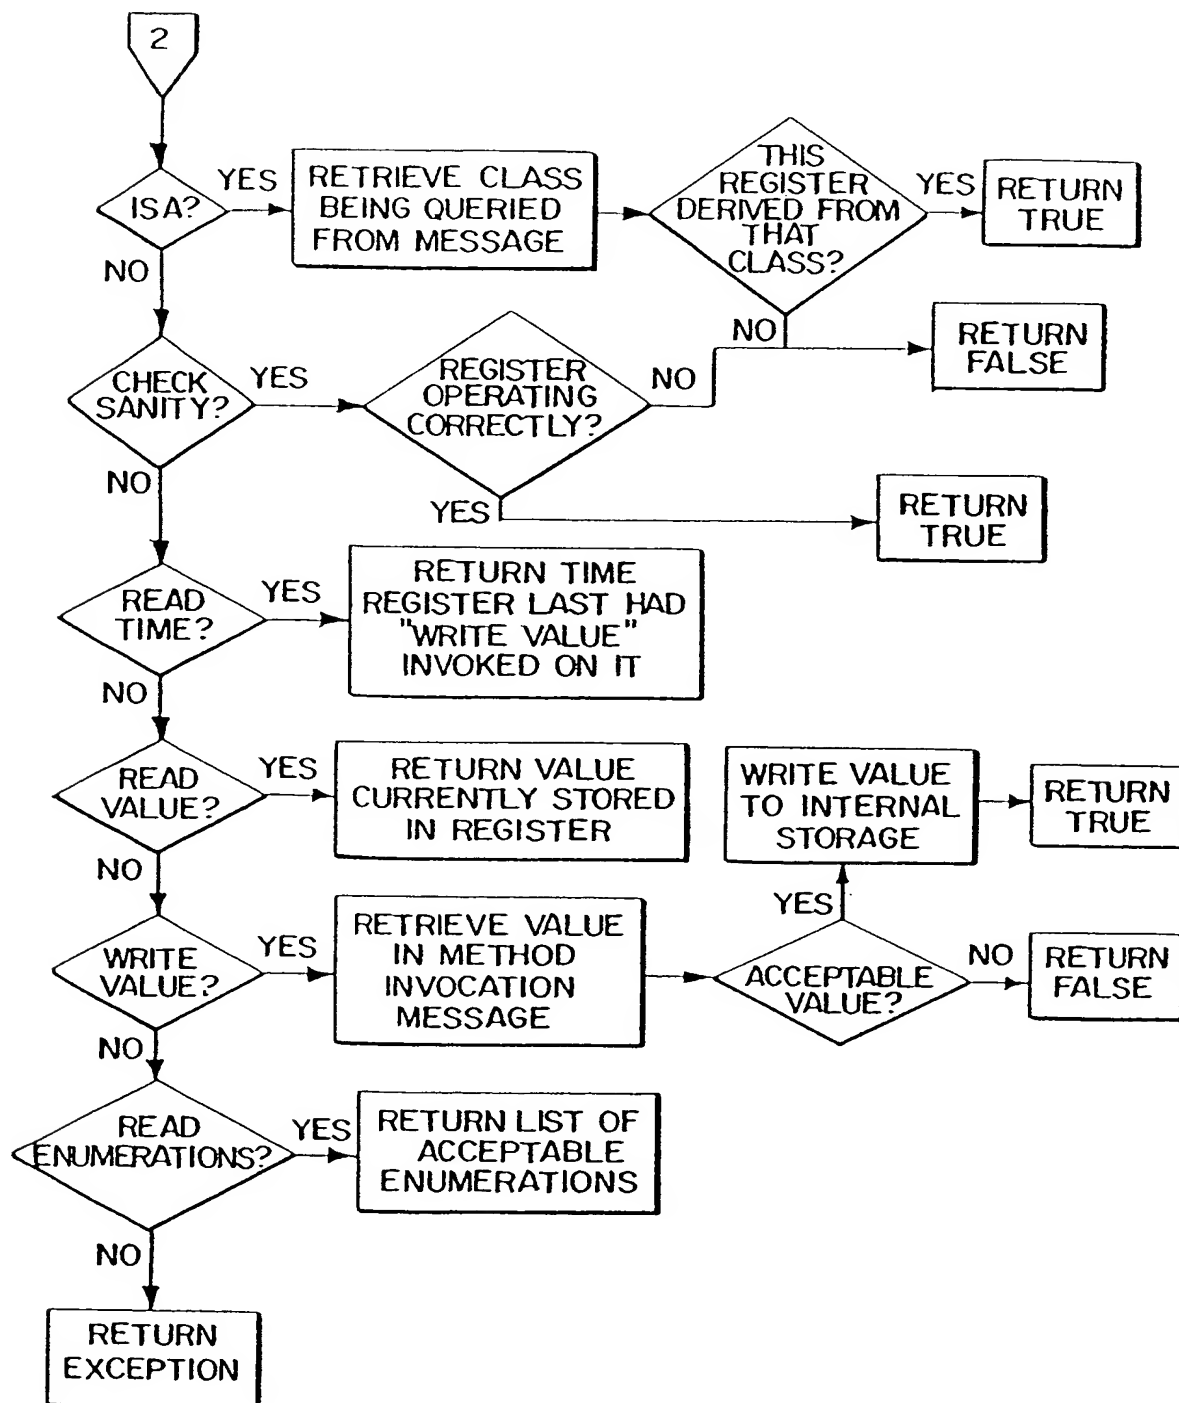 2
ISA?
YES
RETRIEVE CLASS
BEING QUERIED
FROM MESSAGE
THIS
REGISTER
DERIVED FROM
THAT
CLASS?
YES
RETURN
TRUE
NO
NO
RETURN
FALSE
CHECK
SANITY?
YES
REGISTER
OPERATING
CORRECTLY?
NO
NO
YES
RETURN
TRUE
READ
TIME?
YES
RETURN TIME
REGISTER LAST HAD
"WRITE VALUE"
INVOKED ON IT
NO
READ
VALUE?
YES
RETURN VALUE
CURRENTLY STORED
IN REGISTER
WRITE VALUE
TO INTERNAL
STORAGE
RETURN
TRUE
NO
YES
WRITE
VALUE?
YES
RETRIEVE VALUE
IN METHOD
INVOCATION
MESSAGE
ACCEPTABLE
VALUE?
NO
RETURN
FALSE
NO
READ
ENUMERATIONS?
YES
RETURN LIST OF
ACCEPTABLE
ENUMERATIONS
NO
RETURN
EXCEPTION